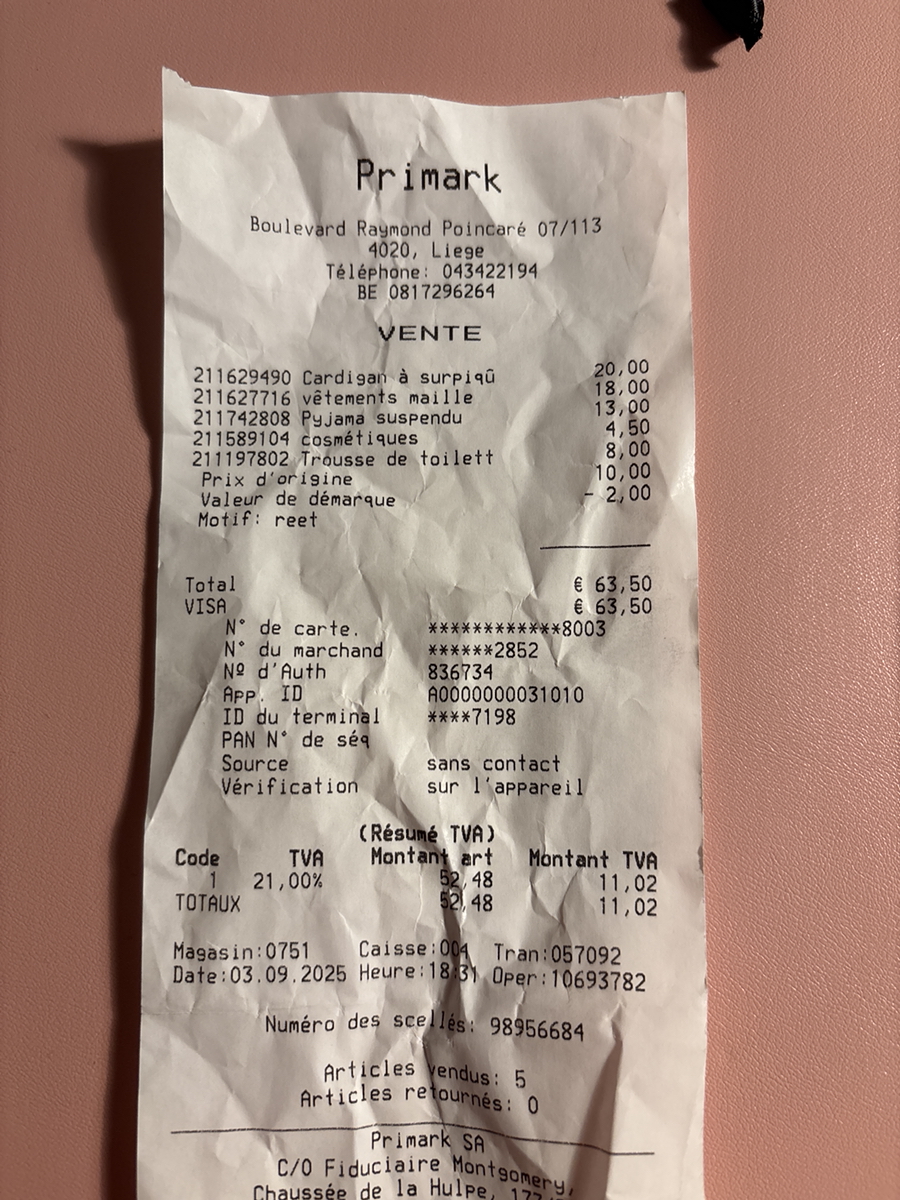 Primark
Boulevard Raymond Poincaré 07/113
4020, Liege
Téléphone: 043422194
BE 0817296264
VENTE
211629490 Cardigan à surpiqû 20,00
211627716 vêtements maille 18,00
211742808 Pyjama suspendu 13,00
211589104 cosmétiques 4,50
211197802 Trousse de toilett 8,00
Prix d'origine 10,00
Valeur de démarque - 2,00
Motif: reet
Total € 63,50
VISA € 63,50
N° de carte. ************8003
N° du marchand ******2852
Nº d'Auth 836734
App. ID A0000000031010
ID du terminal ****7198
PAN N° de séq
Source sans contact
Vérification sur l'appareil
(Résumé TVA)
Code TVA Montant art Montant TVA
1 21,00% 52,48 11,02
TOTAUX 52,48 11,02
Magasin:0751 Caisse:004 Tran:057092
Date:03.09.2025 Heure:18:31 Oper:10693782
Numéro des scellés: 98956684
Articles vendus: 5
Articles retournés: 0
Primark SA
C/O Fiduciaire Montgomery,
Chaussée de la Hulpe,